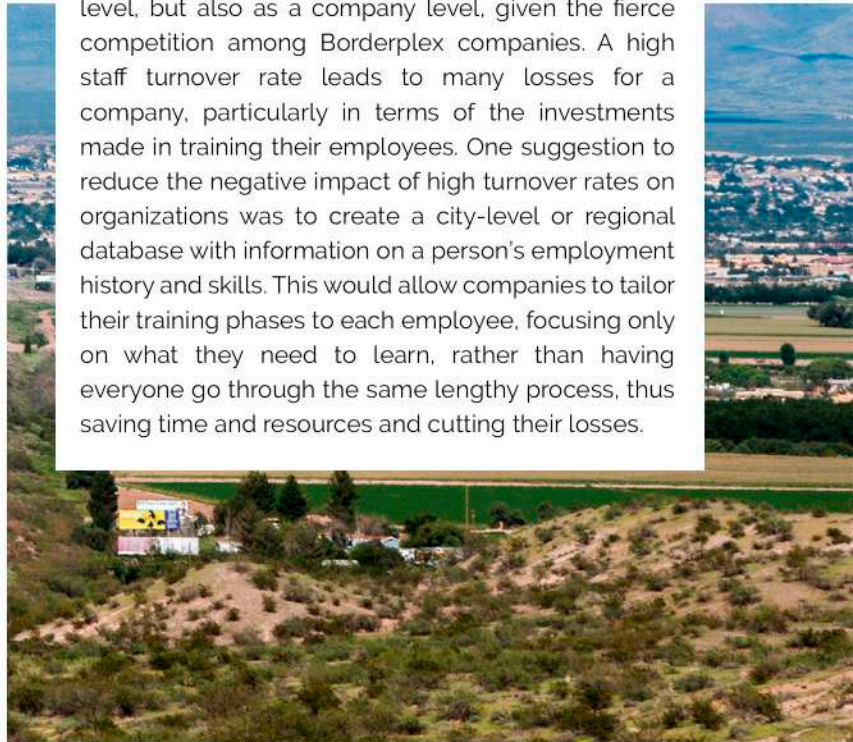 level, but also as a company level, given the fierce
competition among Borderplex companies. A high
staff turnover rate leads to many losses for a
company, particularly in terms of the investments
made in training their employees. One suggestion to
reduce the negative impact of high turnover rates on
organizations was to create a city-level or regional
database with information on a person's employment
history and skills. This would allow companies to tailor
their training phases to each employee, focusing only
on what they need to learn, rather than having
everyone go through the same lengthy process, thus
saving time and resources and cutting their losses.